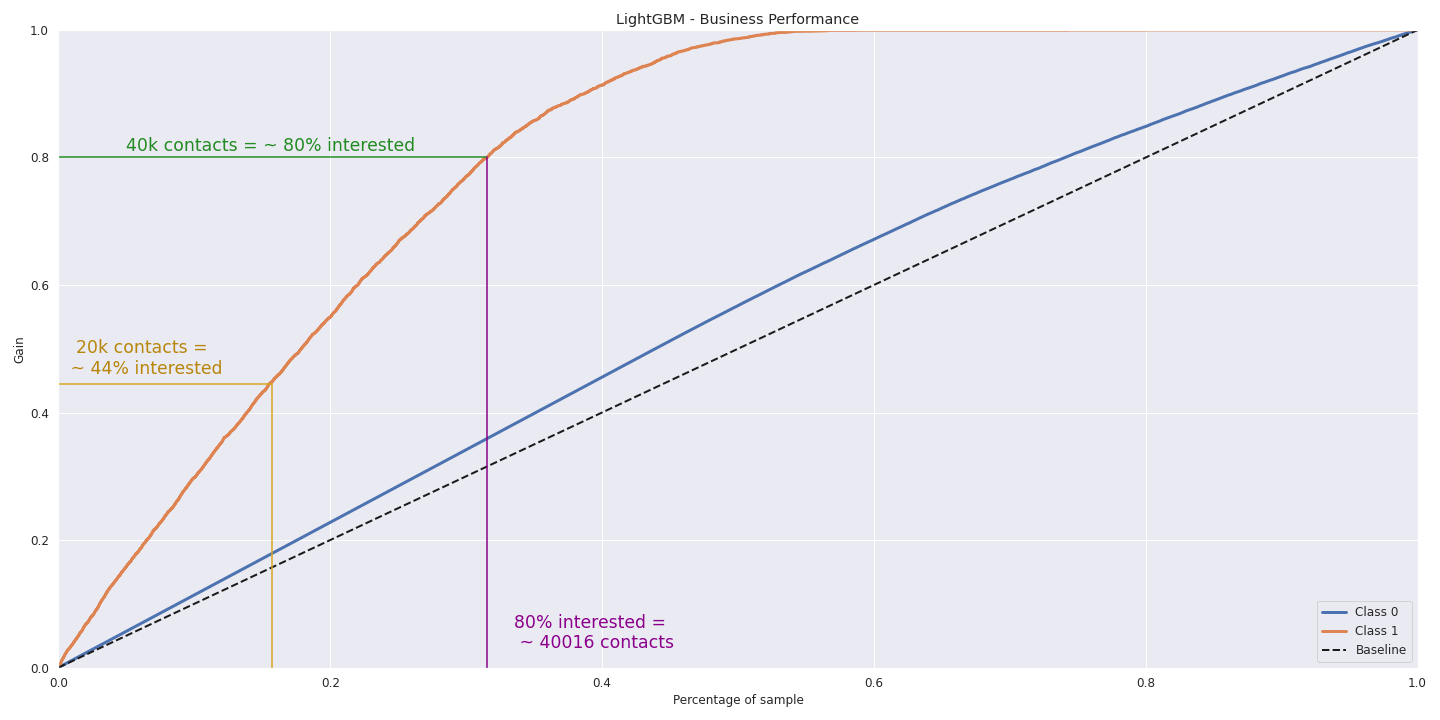 LightGBM - Business Performance
1.0
0.8
0.6
0.4
0.2
0.0
Gain
40k contacts = ~ 80% interested
20k contacts =
~ 44% interested
80% interested =
~ 40016 contacts
Class 0
Class 1
Baseline
0.0 0.2 0.4 0.6 0.8 1.0
Percentage of sample